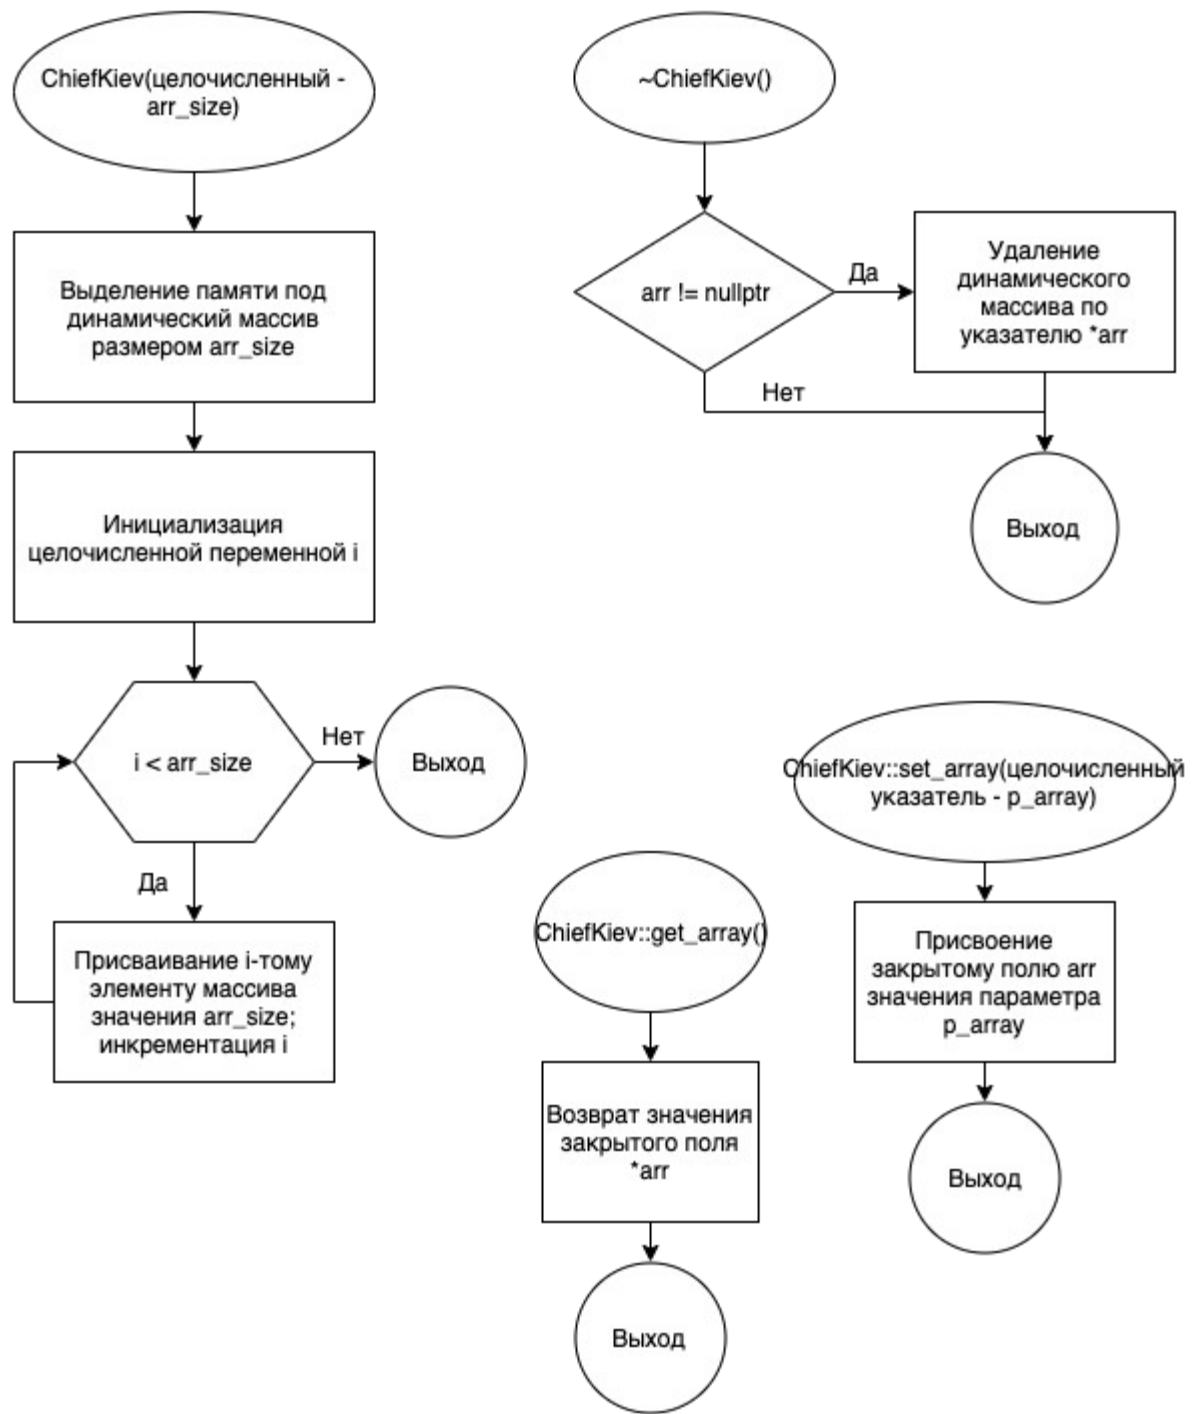 ChiefKiev(целочисленный -
arr_size)
Выделение памяти под
динамический массив
размером arr_size
Инициализация
целочисленной переменной i
i < arr_size
Нет
Выход
Да
Присваивание i-тому
элементу массива
значения arr_size;
инкрементация i
~ChiefKiev()
arr != nullptr
Да
Удаление
динамического
массива по
указателю *arr
Нет
Выход
ChiefKiev::get_array()
Возврат значения
закрытого поля
*arr
Выход
ChiefKiev::set_array(целочисленный
указатель - p_array)
Присвоение
закрытому полю arr
значения параметра
p_array
Выход